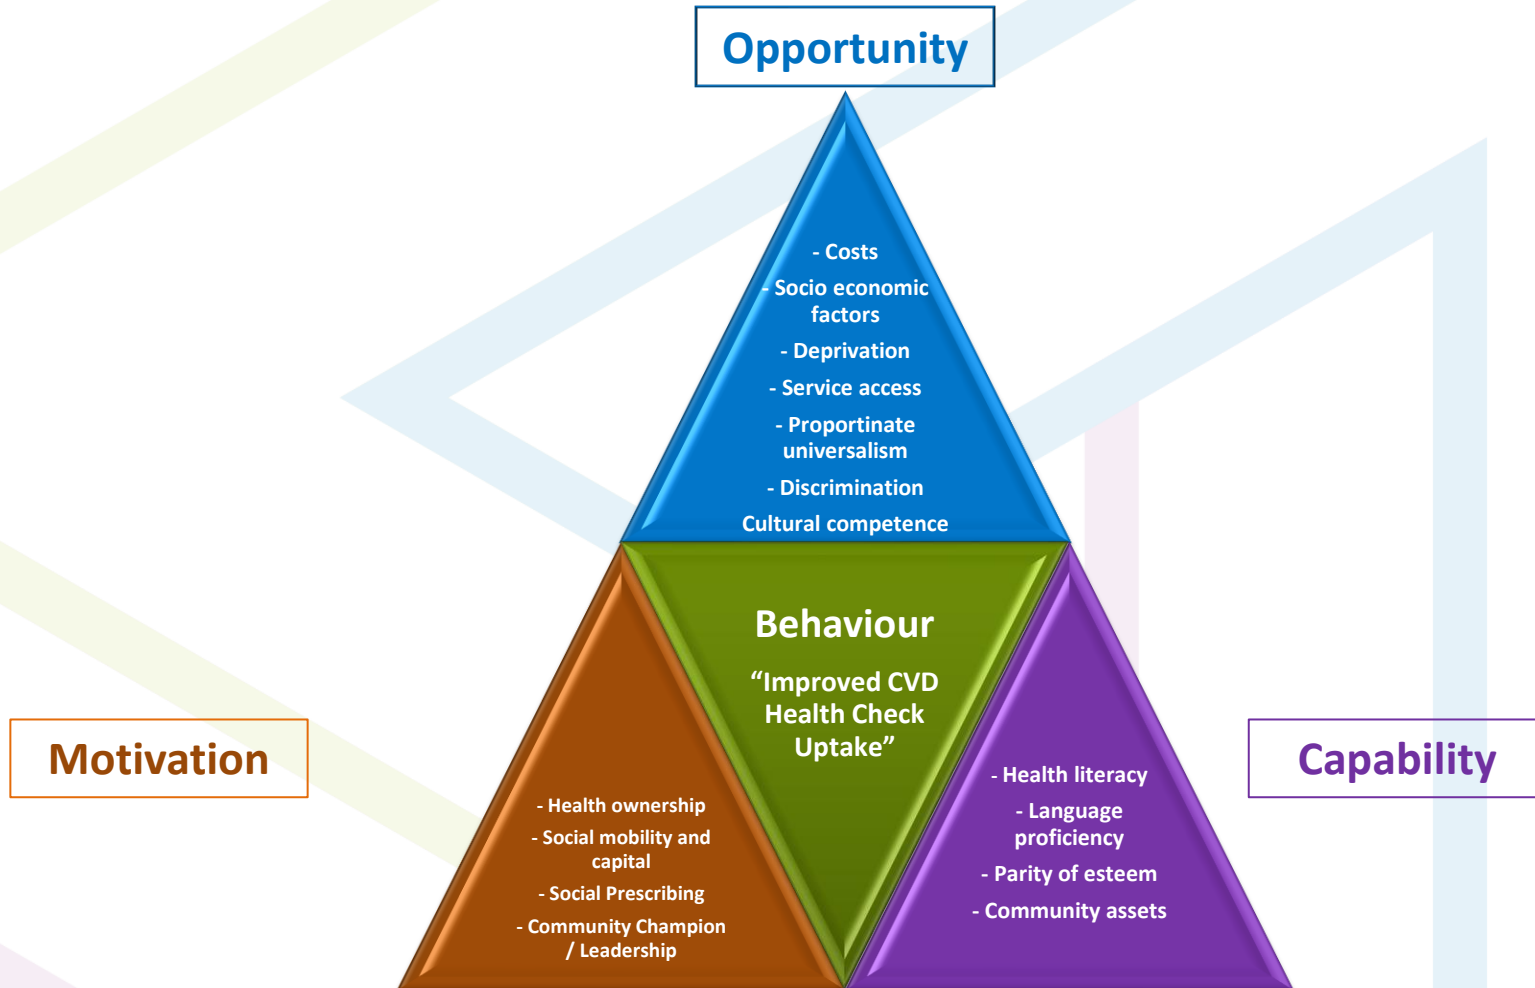 Opportunity
- Costs
- Socio economic
factors
- Deprivation
- Service access
- Proportinate
universalism
- Discrimination
Cultural competence
Behaviour
“Improved CVD
Health Check
Uptake”
Motivation
- Health ownership
- Social mobility and
capital
- Social Prescribing
- Community Champion
/ Leadership
Capability
- Health literacy
- Language
proficiency
- Parity of esteem
- Community assets